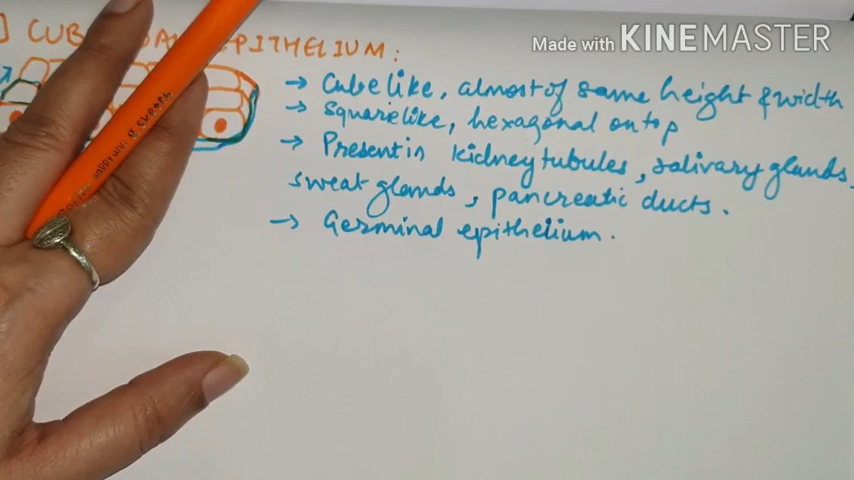 Made with KINEMASTER
] CUB EPITHELIUM:
→ Cube like, almost of same height & width
→ Square like, hexagonal on top
→ Present in kidney tubules, salivary glands,
sweat glands, pancreatic ducts.
→ Germinal epithelium.